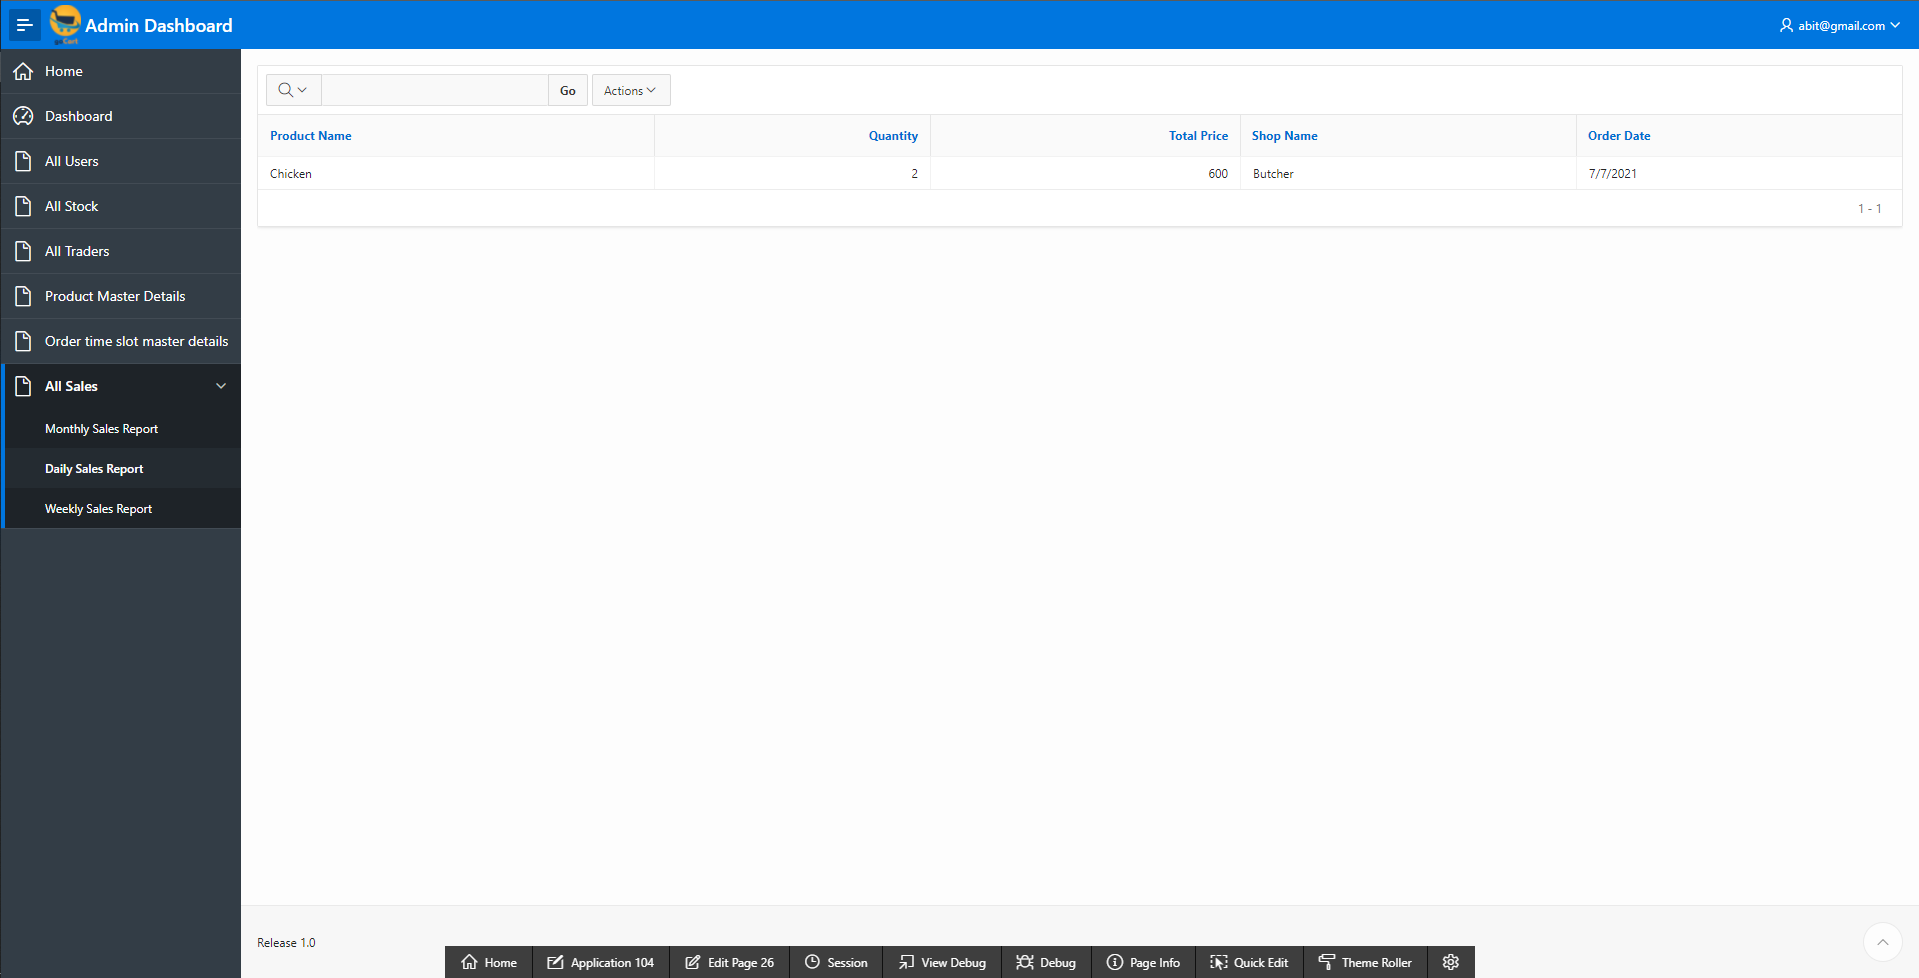 Admin Dashboard
abit@gmail.com
Home
Dashboard
All Users
All Stock
All Traders
Product Master Details
Order time slot master details
All Sales
Monthly Sales Report
Daily Sales Report
Weekly Sales Report
Go Actions
Product Name Quantity Total Price Shop Name Order Date
Chicken 2 600 Butcher 7/7/2021
1 - 1
Release 1.0
Home Application 104 Edit Page 26 Session View Debug Debug Page Info Quick Edit Theme Roller